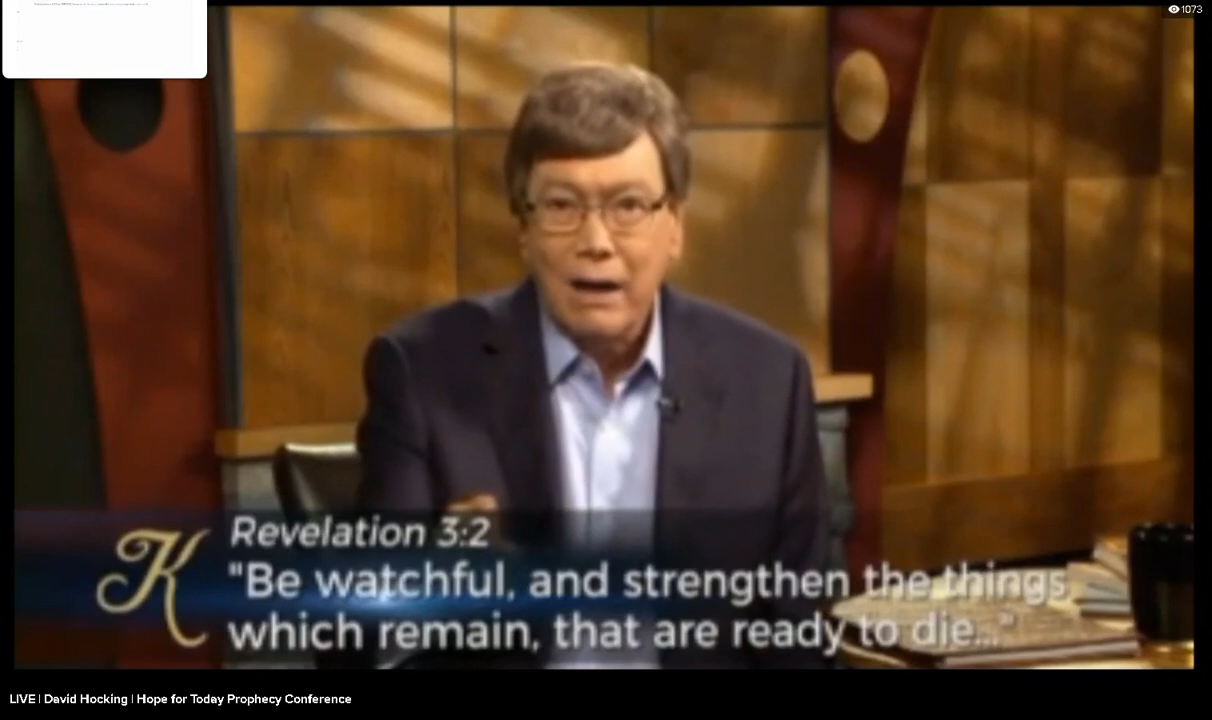 1073
K
Revelation 3:2
"Be watchful, and strengthen the things
which remain, that are ready to die..."
LIVE | David Hocking | Hope for Today Prophecy Conference